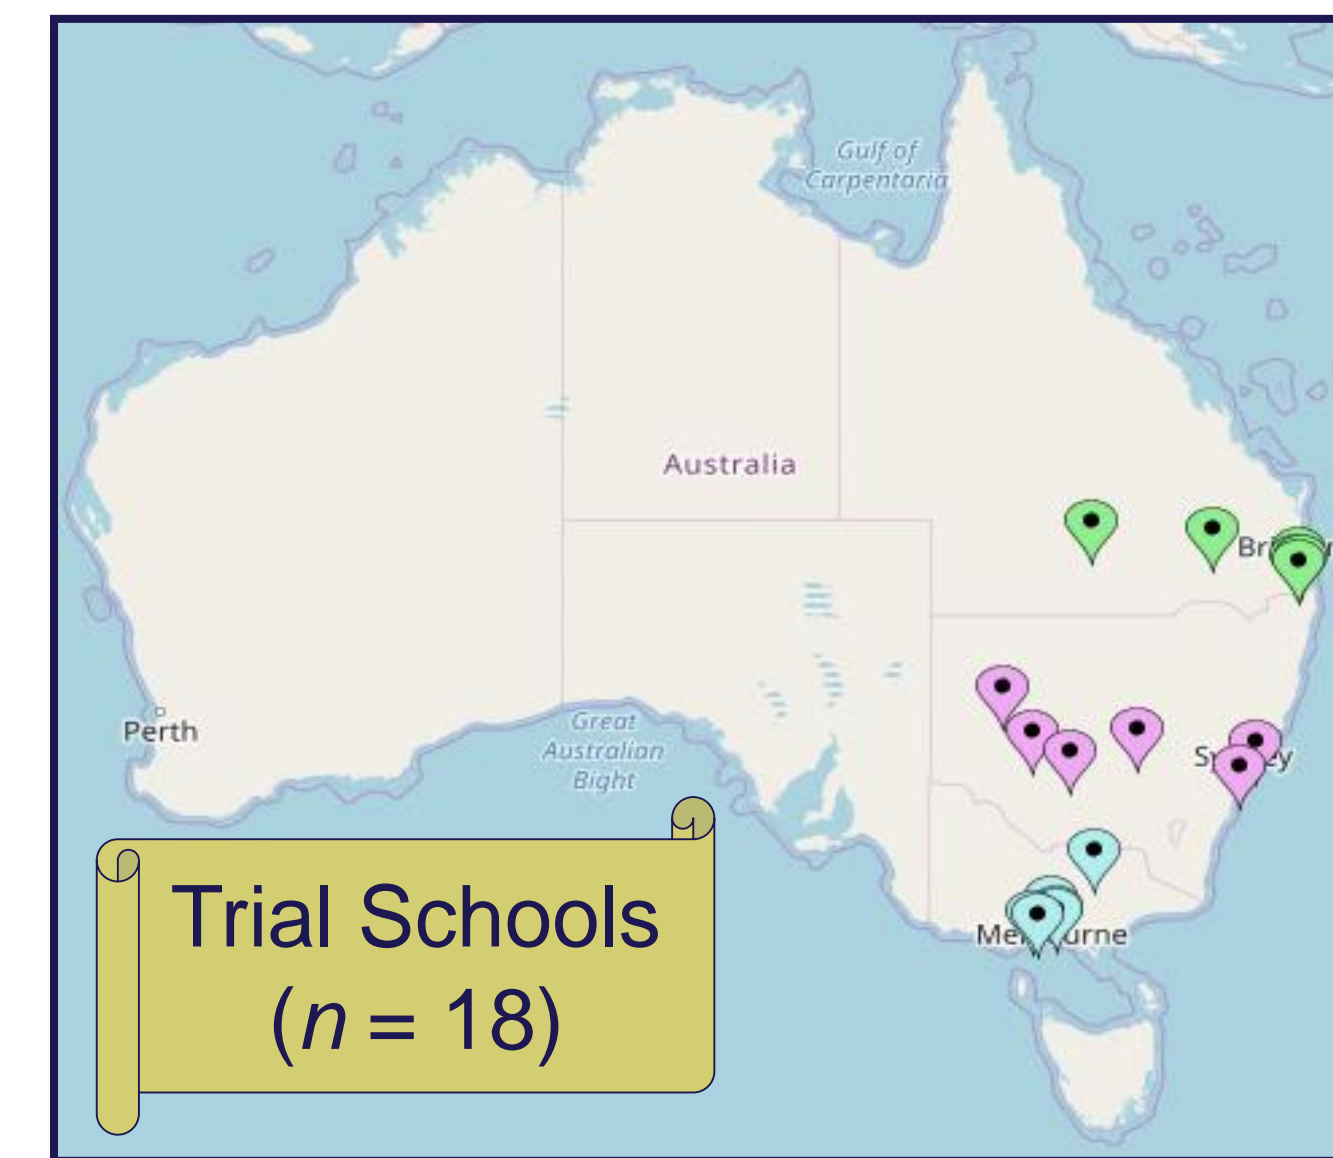 Gulf of
Carpentaria
Australia
Perth
Great
Australian
Bight
Trial Schools
(n = 18)